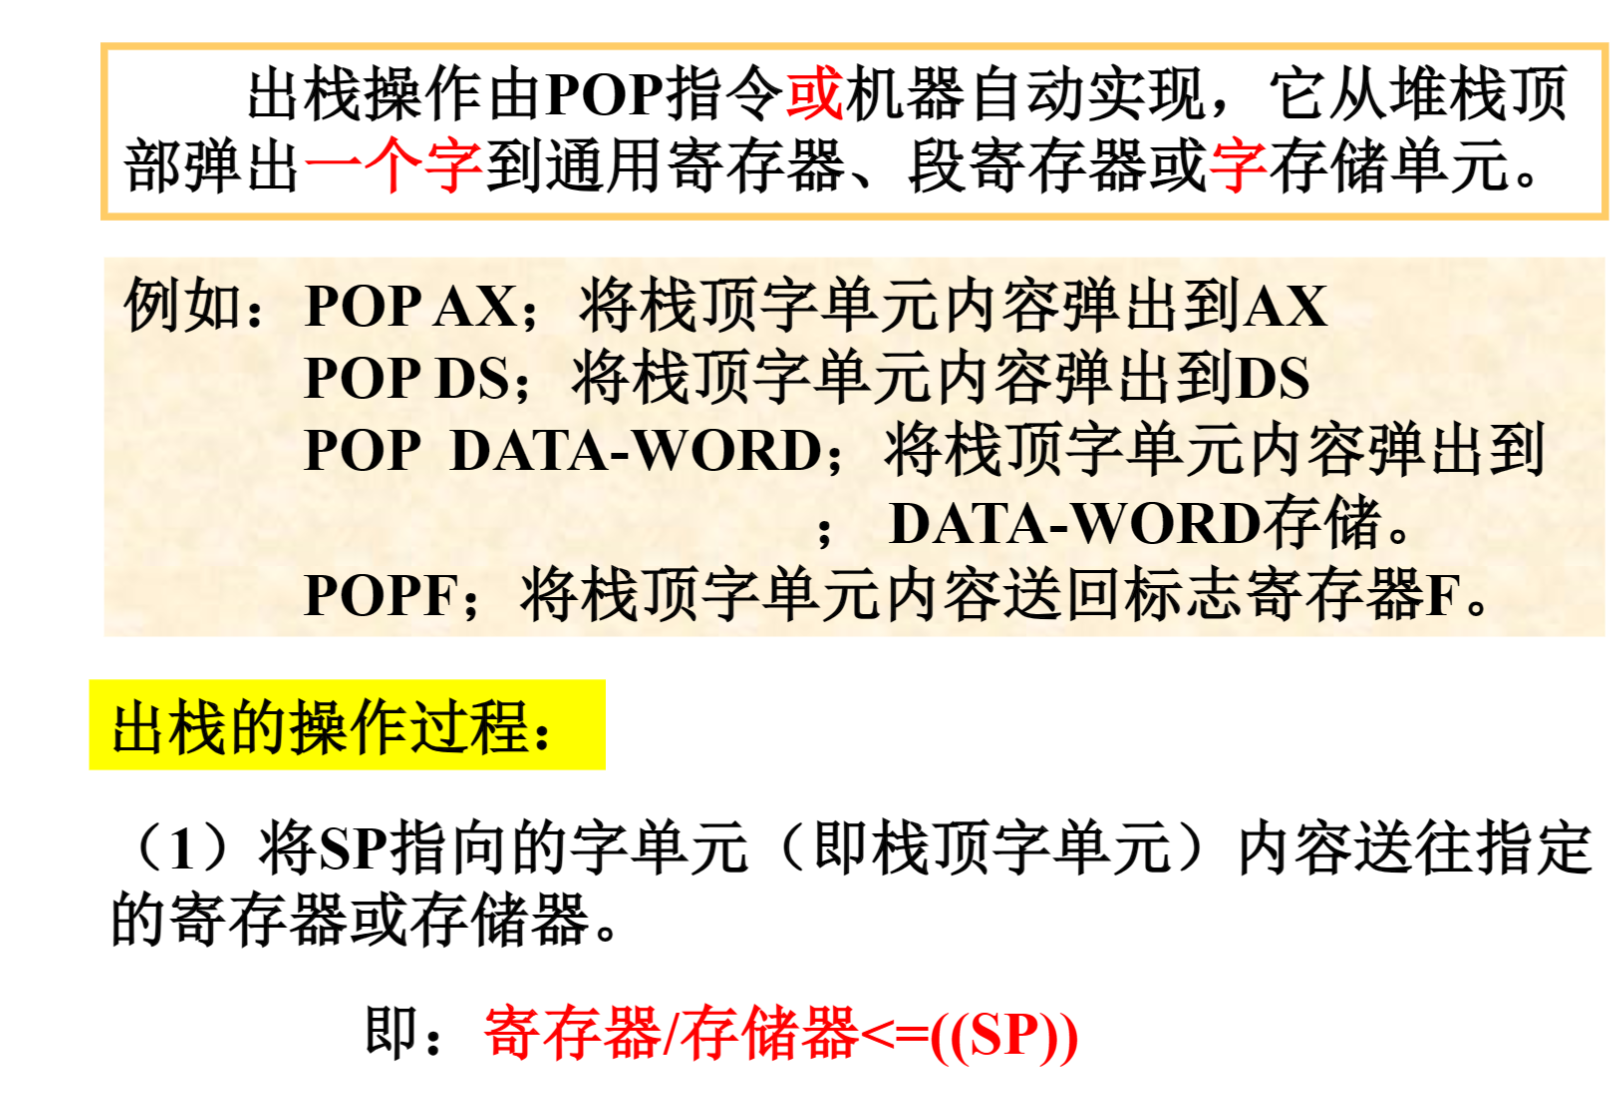 出栈操作由POP指令或机器自动实现，它从堆栈顶
部弹出一个字到通用寄存器、段寄存器或字存储单元。
例如：POP AX；将栈顶字单元内容弹出到AX
POP DS；将栈顶字单元内容弹出到DS
POP DATA-WORD；将栈顶字单元内容弹出到
； DATA-WORD存储。
POPF；将栈顶字单元内容送回标志寄存器F。
出栈的操作过程：
（1）将SP指向的字单元（即栈顶字单元）内容送往指定
的寄存器或存储器。
即：寄存器/存储器<=((SP))